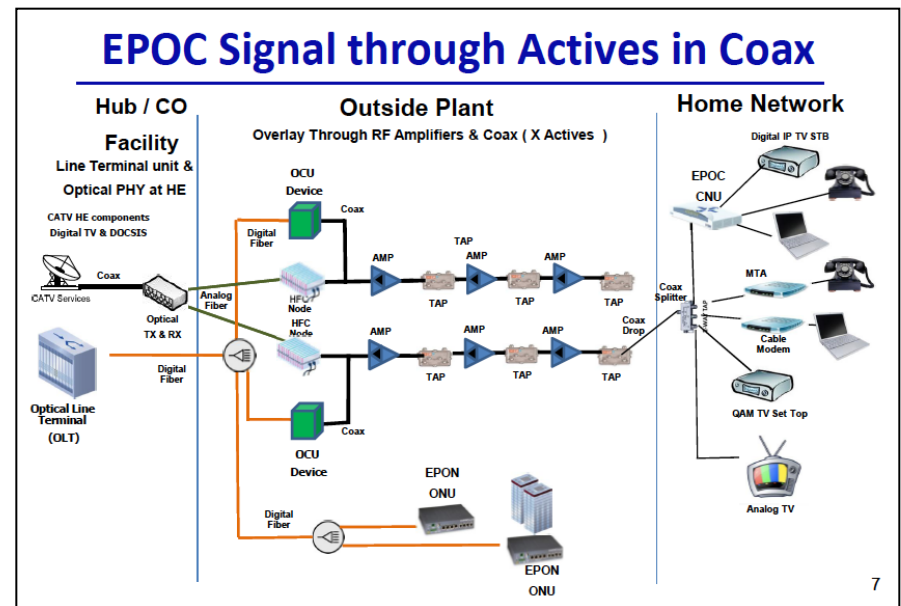 EPOC Signal through Actives in Coax
Hub / CO
Facility
Line Terminal unit &
Optical PHY at HE
CATV HE components
Digital TV & DOCSIS
Coax
CATV Services
Optical
TX & RX
Optical Line
Terminal
(OLT)
Outside Plant
Overlay Through RF Amplifiers & Coax ( X Actives )
OCU
Device
Coax
Digital
Fiber
Analog
Fiber
HFC
Node
HFC
Node
AMP
TAP
AMP
AMP
TAP
TAP
TAP
AMP
AMP
AMP
TAP
TAP
TAP
Coax
Drop
Digital
Fiber
Coax
OCU
Device
Digital
Fiber
EPON
ONU
EPON
ONU
Home Network
Digital IP TV STB
EPOC
CNU
MTA
Coax
Splitter
Cable
Modem
QAM TV Set Top
Analog TV
7